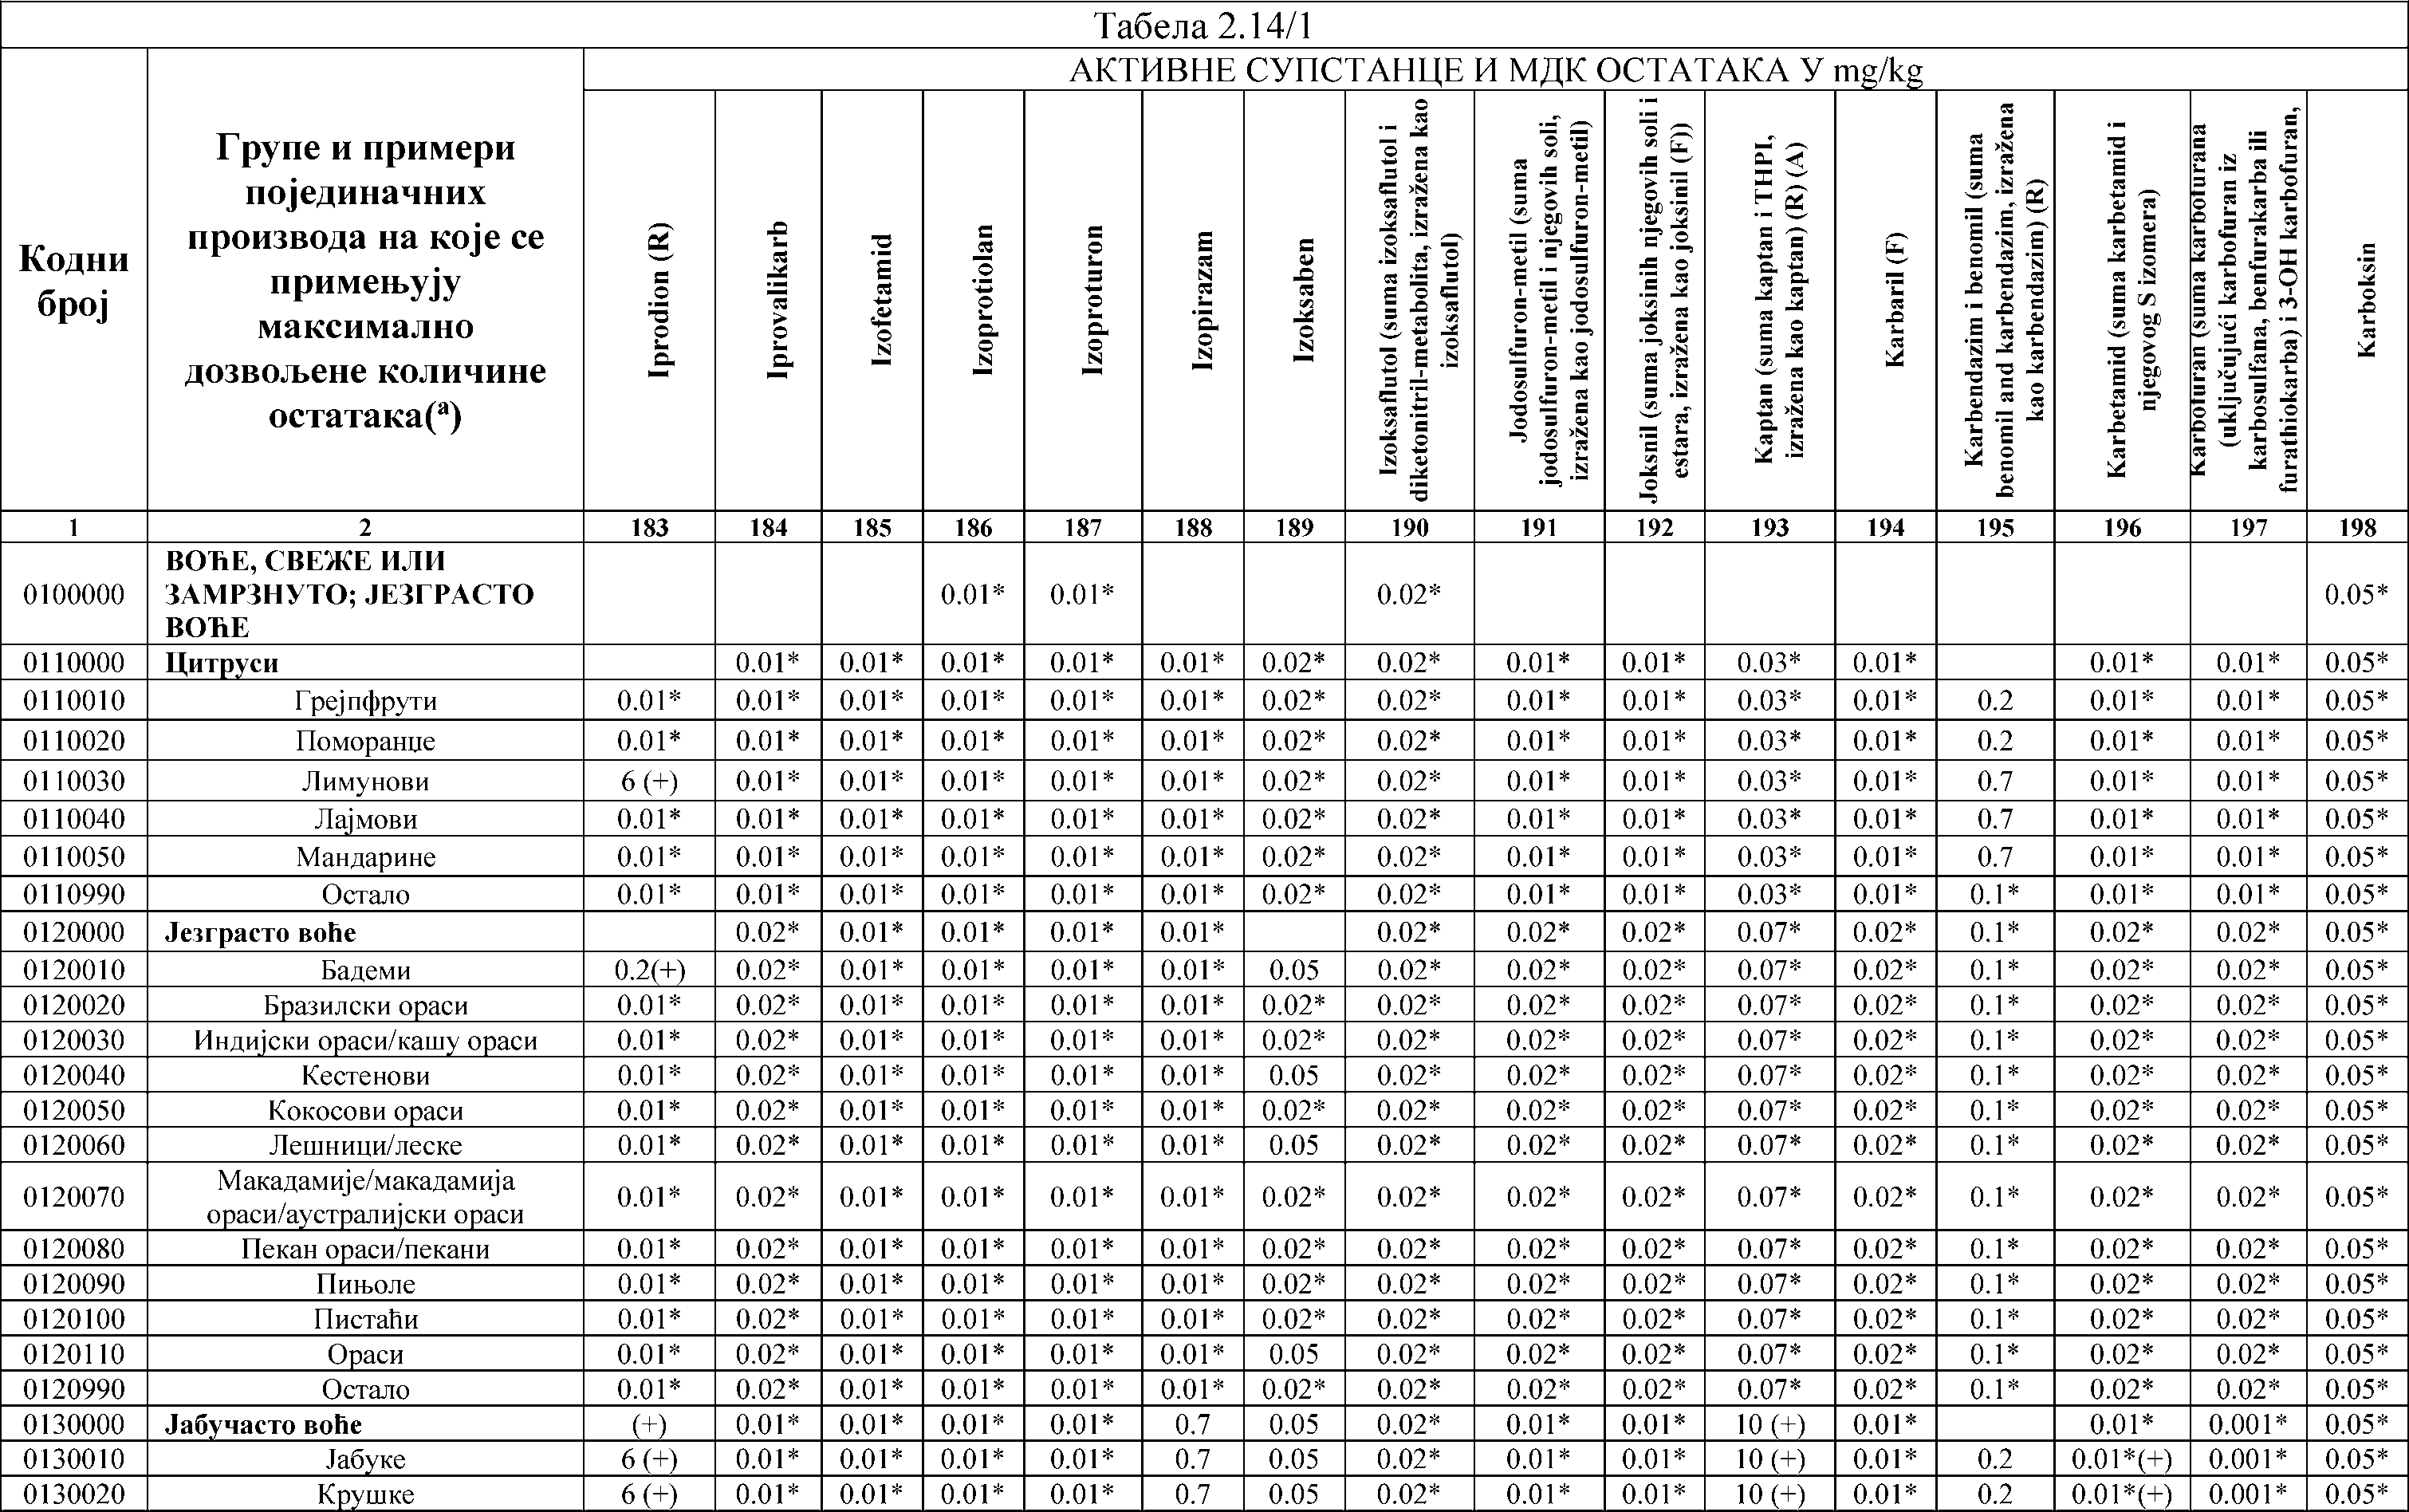 Табела 2.14/1
АКТИВНЕ СУПСТАНЦЕ И МДК ОСТАТАКА У mg/kg
Кодни
број
Групе и примери
појединачних
производа на које се
примењују
максимално
дозвољене количине
остатака(а)
Iprodion (R)
Iprovalikarb
Izofetamid
Izoprotiolan
Izoproturon
Izopirazam
Izoksaben
Izoksaflutol (suma izoksaflutol i
diketonitril-metabolita, izražena kao
izoksaflutol)
Jodosulfuron-metil (suma
jodosulfuron-metil i njegovih soli,
izražena kao jodosulfuron-metil)
Joksnil (suma joksinih njegovih soli i
estara, izražena kao joksinil (F))
Kaptan (suma kaptan i THPI,
izražena kao kaptan) (R) (A)
Karbaril (F)
Karbendazim i benomil (suma
benomil and karbendazim, izražena
kao karbendazim) (R)
Karbetamid (suma karbetamid i
njegovog S izomera)
Karbofuran (suma karbofurana
(uključujući karbofuran iz
karbosulfana, benfurakarba ili
furathiokarba) i 3-OH karbofuran,
Karboksin
1 2 183 184 185 186 187 188 189 190 191 192 193 194 195 196 197 198
0100000 ВОЋЕ, СВЕЖЕ ИЛИ
ЗАМРЗНУТО; ЈЕЗГРАСТО
ВОЋЕ
0.01* 0.01* 0.02* 0.05*
0110000 Цитруси 0.01* 0.01* 0.01* 0.01* 0.01* 0.02* 0.02* 0.01* 0.01* 0.03* 0.01* 0.01* 0.01* 0.05*
0110010 Грејпфрути 0.01* 0.01* 0.01* 0.01* 0.01* 0.01* 0.02* 0.02* 0.01* 0.01* 0.03* 0.01* 0.2 0.01* 0.01* 0.05*
0110020 Поморанџе 0.01* 0.01* 0.01* 0.01* 0.01* 0.01* 0.02* 0.02* 0.01* 0.01* 0.03* 0.01* 0.2 0.01* 0.01* 0.05*
0110030 Лимунови 6 (+) 0.01* 0.01* 0.01* 0.01* 0.01* 0.02* 0.02* 0.01* 0.01* 0.03* 0.01* 0.7 0.01* 0.01* 0.05*
0110040 Лајмови 0.01* 0.01* 0.01* 0.01* 0.01* 0.01* 0.02* 0.02* 0.01* 0.01* 0.03* 0.01* 0.7 0.01* 0.01* 0.05*
0110050 Мандарине 0.01* 0.01* 0.01* 0.01* 0.01* 0.01* 0.02* 0.02* 0.01* 0.01* 0.03* 0.01* 0.7 0.01* 0.01* 0.05*
0110990 Остало 0.01* 0.01* 0.01* 0.01* 0.01* 0.01* 0.02* 0.02* 0.01* 0.01* 0.03* 0.01* 0.1* 0.01* 0.01* 0.05*
0120000 Језграсто воће 0.02* 0.01* 0.01* 0.01* 0.01* 0.02* 0.02* 0.02* 0.07* 0.02* 0.1* 0.02* 0.02* 0.05*
0120010 Бадеми 0.2(+) 0.02* 0.01* 0.01* 0.01* 0.01* 0.05 0.02* 0.02* 0.02* 0.07* 0.02* 0.1* 0.02* 0.02* 0.05*
0120020 Бразилски ораси 0.01* 0.02* 0.01* 0.01* 0.01* 0.01* 0.02* 0.02* 0.02* 0.02* 0.07* 0.02* 0.1* 0.02* 0.02* 0.05*
0120030 Индијски ораси/кашу ораси 0.01* 0.02* 0.01* 0.01* 0.01* 0.01* 0.02* 0.02* 0.02* 0.02* 0.07* 0.02* 0.1* 0.02* 0.02* 0.05*
0120040 Кестенови 0.01* 0.02* 0.01* 0.01* 0.01* 0.01* 0.05 0.02* 0.02* 0.02* 0.07* 0.02* 0.1* 0.02* 0.02* 0.05*
0120050 Кокосови ораси 0.01* 0.02* 0.01* 0.01* 0.01* 0.01* 0.02* 0.02* 0.02* 0.02* 0.07* 0.02* 0.1* 0.02* 0.02* 0.05*
0120060 Лешници/леске 0.01* 0.02* 0.01* 0.01* 0.01* 0.01* 0.05 0.02* 0.02* 0.02* 0.07* 0.02* 0.1* 0.02* 0.02* 0.05*
0120070 Макадамије/макадамија
ораси/аустралијски ораси
0.01* 0.02* 0.01* 0.01* 0.01* 0.01* 0.02* 0.02* 0.02* 0.02* 0.07* 0.02* 0.1* 0.02* 0.02* 0.05*
0120080 Пекан ораси/пекани 0.01* 0.02* 0.01* 0.01* 0.01* 0.01* 0.02* 0.02* 0.02* 0.02* 0.07* 0.02* 0.1* 0.02* 0.02* 0.05*
0120090 Пињоле 0.01* 0.02* 0.01* 0.01* 0.01* 0.01* 0.02* 0.02* 0.02* 0.02* 0.07* 0.02* 0.1* 0.02* 0.02* 0.05*
0120100 Пистаћи 0.01* 0.02* 0.01* 0.01* 0.01* 0.01* 0.02* 0.02* 0.02* 0.02* 0.07* 0.02* 0.1* 0.02* 0.02* 0.05*
0120110 Ораси 0.01* 0.02* 0.01* 0.01* 0.01* 0.01* 0.05 0.02* 0.02* 0.02* 0.07* 0.02* 0.1* 0.02* 0.02* 0.05*
0120990 Остало 0.01* 0.02* 0.01* 0.01* 0.01* 0.01* 0.02* 0.02* 0.02* 0.02* 0.07* 0.02* 0.1* 0.02* 0.02* 0.05*
0130000 Јабучасто воће (+) 0.01* 0.01* 0.01* 0.01* 0.7 0.05 0.02* 0.01* 0.01* 10 (+) 0.01* 0.01* 0.001* 0.05*
0130010 Јабуке 6 (+) 0.01* 0.01* 0.01* 0.01* 0.7 0.05 0.02* 0.01* 0.01* 10 (+) 0.01* 0.2 0.01*(+) 0.001* 0.05*
0130020 Крушке 6 (+) 0.01* 0.01* 0.01* 0.01* 0.7 0.05 0.02* 0.01* 0.01* 10 (+) 0.01* 0.2 0.01*(+) 0.001* 0.05*